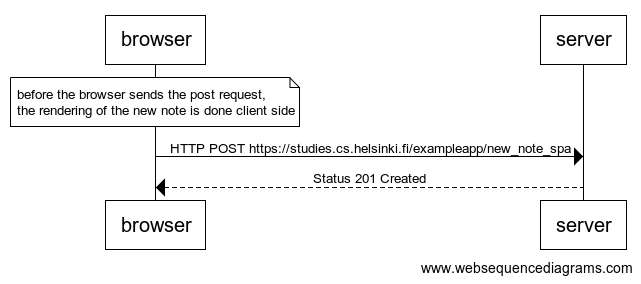 browser
server
before the browser sends the post request,
the rendering of the new note is done client side
HTTP POST https://studies.cs.helsinki.fi/exampleapp/new_note_spa
Status 201 Created
browser
server
www.websequencediagrams.com